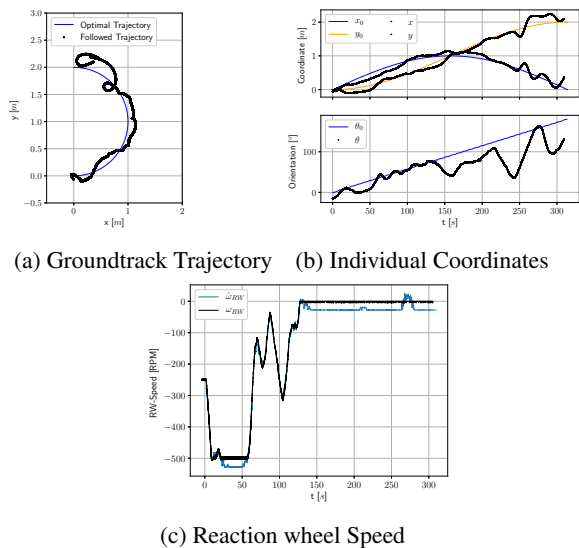 Optimal Trajectory
Followed Trajectory
3.0
2.5
2.0
1.5
1.0
0.5
0.0
−0.5
y [m]
0 1 2
x [m]
x₀ x
y₀ y
2
1
0
Coordinate [m]
θ₀
θ
100
0
Orientation [°]
0 50 100 150 200 250 300
t [s]
(a) Groundtrack Trajectory (b) Individual Coordinates
ω̂_RW
ω_RW
0
−100
−200
−300
−400
−500
RW-Speed [RPM]
0 50 100 150 200 250 300
t [s]
(c) Reaction wheel Speed